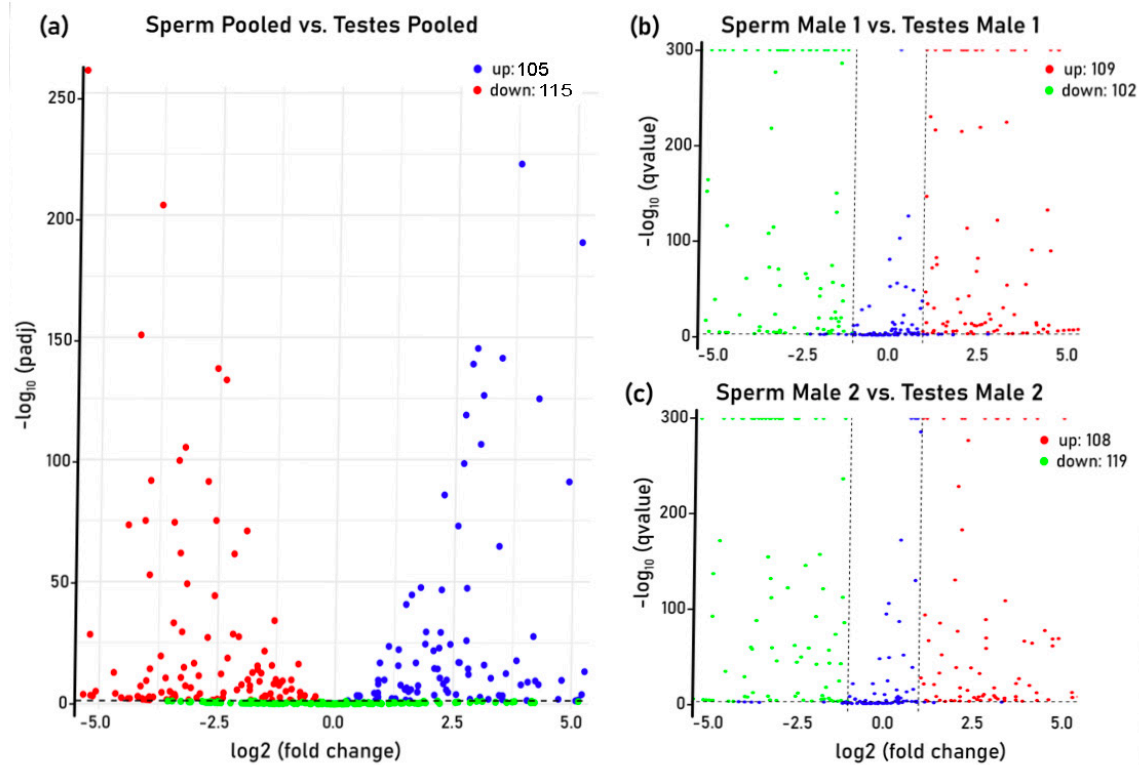 (a) Sperm Pooled vs. Testes Pooled
up: 105
down: 115
250
200
150
100
50
0
-log₁₀ (padj)
-5.0 -2.5 0.0 2.5 5.0
log2 (fold change)
(b) Sperm Male 1 vs. Testes Male 1
300
200
100
0
-log₁₀ (qvalue)
up: 109
down: 102
-5.0 -2.5 0.0 2.5 5.0
(c) Sperm Male 2 vs. Testes Male 2
300
200
100
0
-log₁₀ (qvalue)
up: 108
down: 119
-5.0 -2.5 0.0 2.5 5.0
log2 (fold change)